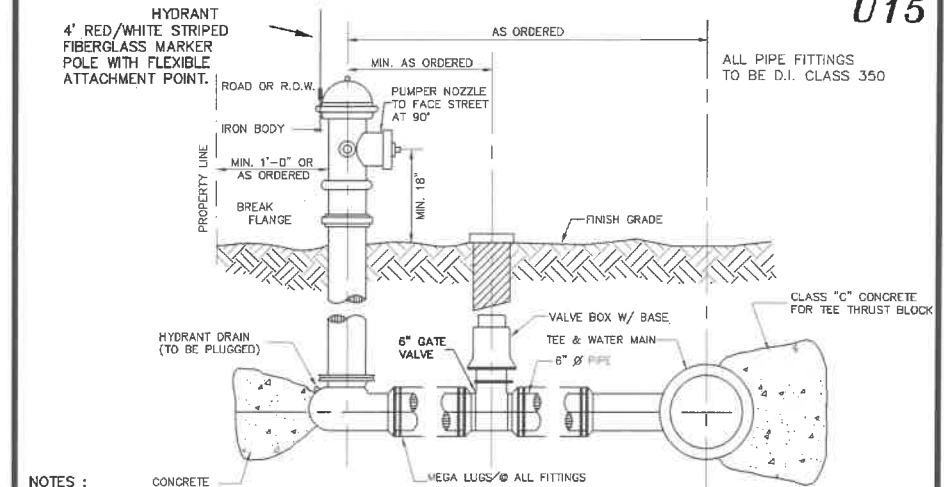 U15
HYDRANT
4' RED/WHITE STRIPED
FIBERGLASS MARKER
POLE WITH FLEXIBLE
ATTACHMENT POINT.
AS ORDERED
MIN. AS ORDERED
ALL PIPE FITTINGS
TO BE D.I. CLASS 350
ROAD OR R.O.W.
PUMPER NOZZLE
TO FACE STREET
AT 90°
IRON BODY
PROPERTY LINE
MIN. 1'-0" OR
AS ORDERED
MIN. 18"
BREAK
FLANGE
FINISH GRADE
CLASS "C" CONCRETE
FOR TEE THRUST BLOCK
VALVE BOX W/ BASE
HYDRANT DRAIN
(TO BE PLUGGED)
6" GATE
VALVE
TEE & WATER MAIN
6" Ø PIPE
NOTES :
CONCRETE
MEGA LUGS/@ ALL FITTINGS